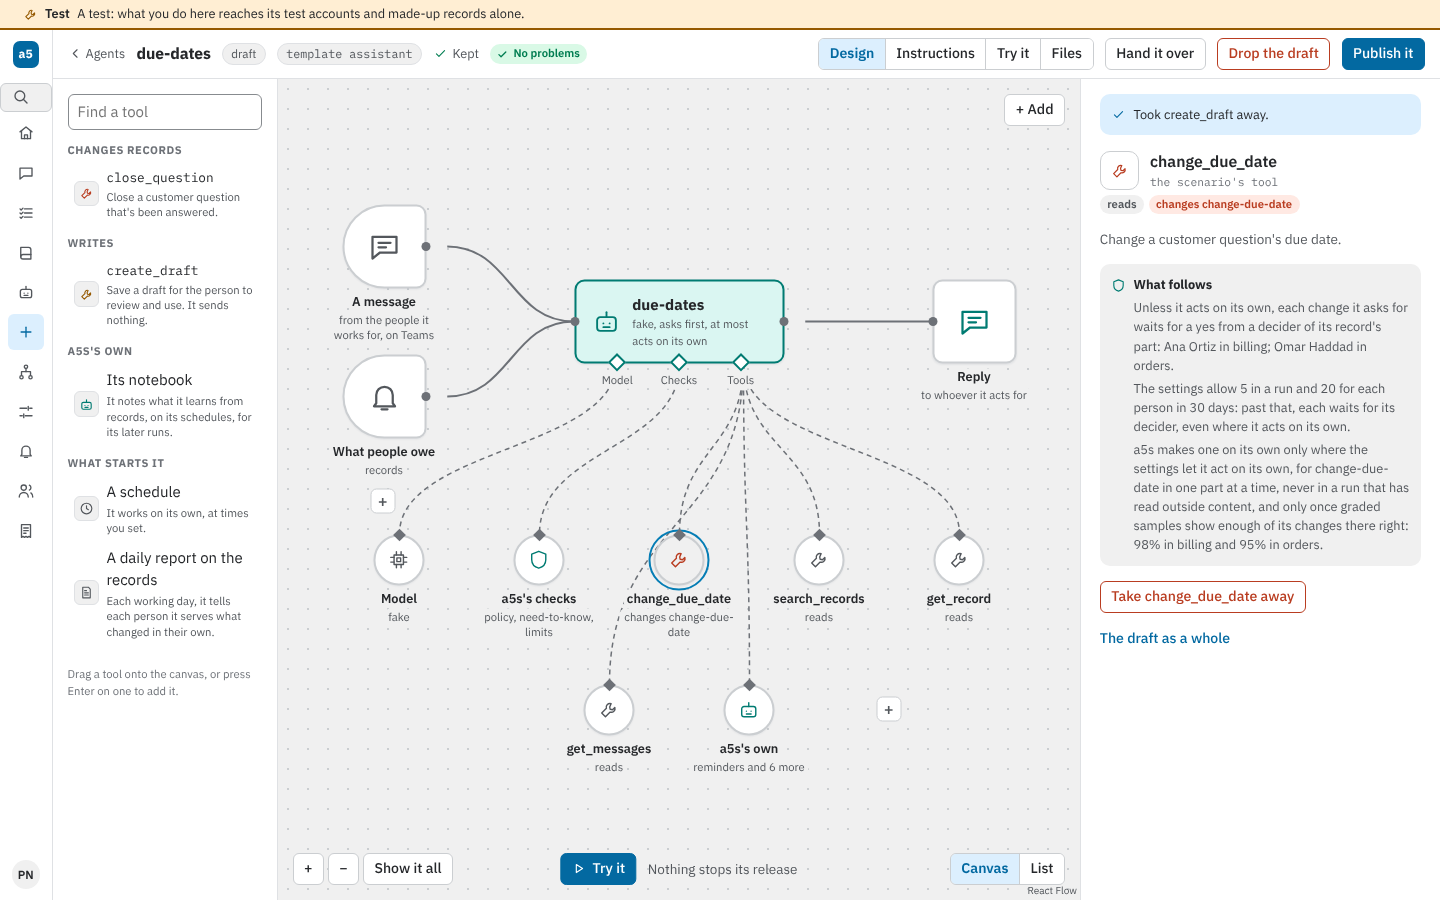 Test A test: what you do here reaches its test accounts and made-up records alone.
a5
Agents
due-dates
draft
template assistant
Kept
No problems
Design
Instructions
Try it
Files
Hand it over
Drop the draft
Publish it
Find a tool
CHANGES RECORDS
close_question
Close a customer question
that's been answered.
WRITES
create_draft
Save a draft for the person to
review and use. It sends
nothing.
A5S'S OWN
Its notebook
It notes what it learns from
records, on its schedules, for
its later runs.
WHAT STARTS IT
A schedule
It works on its own, at times
you set.
A daily report on the
records
Each working day, it tells
each person it serves what
changed in their own.
Drag a tool onto the canvas, or press
Enter on one to add it.
PN
+ Add
A message
from the people it
works for, on Teams
What people owe
records
+
due-dates
fake, asks first, at most
acts on its own
Model
Checks
Tools
Reply
to whoever it acts for
Model
fake
a5s's checks
policy, need-to-know,
limits
change_due_date
changes change-due-
date
search_records
reads
get_record
reads
get_messages
reads
a5s's own
reminders and 6 more
+
+
−
Show it all
Try it
Nothing stops its release
Canvas
List
React Flow
Took create_draft away.
change_due_date
the scenario's tool
reads
changes change-due-date
Change a customer question's due date.
What follows
Unless it acts on its own, each change it asks for
waits for a yes from a decider of its record's
part: Ana Ortiz in billing; Omar Haddad in
orders.
The settings allow 5 in a run and 20 for each
person in 30 days: past that, each waits for its
decider, even where it acts on its own.
a5s makes one on its own only where the
settings let it act on its own, for change-due-
date in one part at a time, never in a run that has
read outside content, and only once graded
samples show enough of its changes there right:
98% in billing and 95% in orders.
Take change_due_date away
The draft as a whole